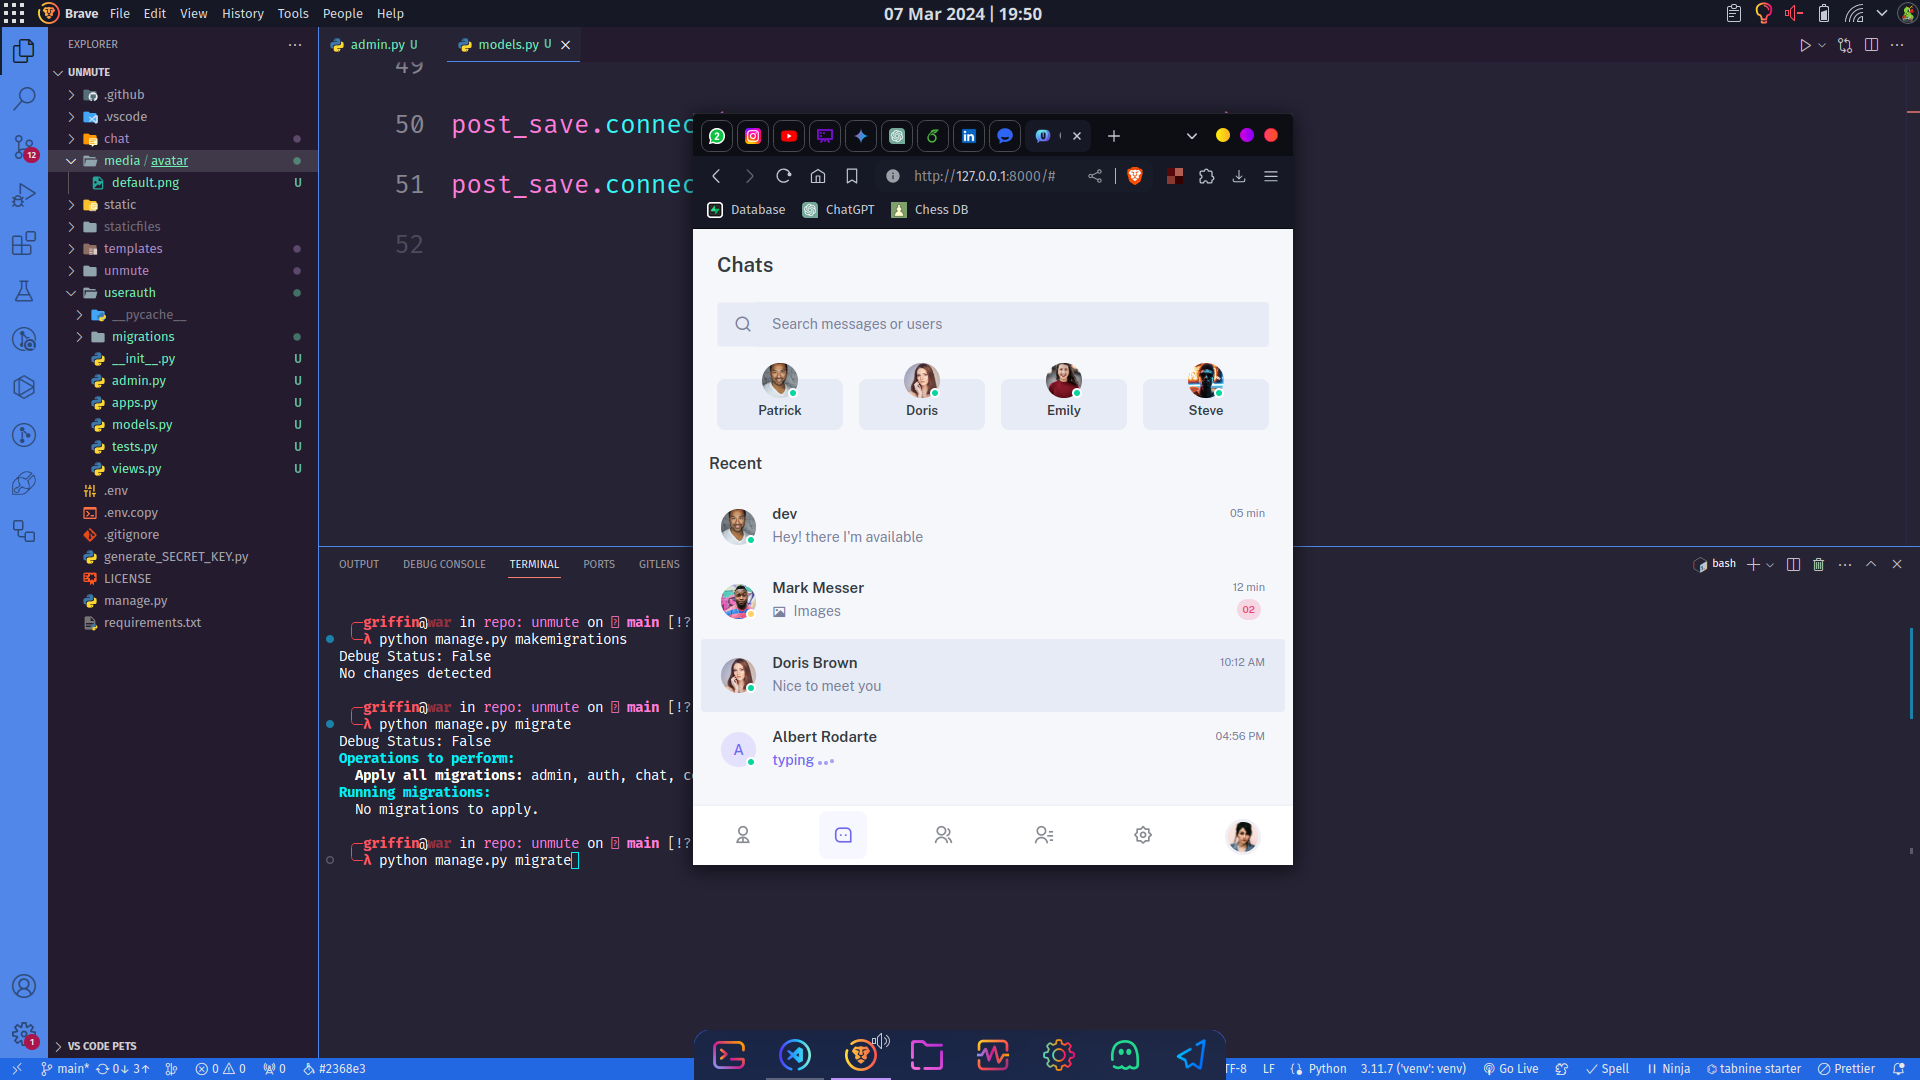 Brave File Edit View History Tools People Help
07 Mar 2024 | 19:50
EXPLORER
UNMUTE
.github
.vscode
chat
media / avatar
default.png U
static
staticfiles
templates
unmute
userauth
__pycache__
migrations
__init__.py U
admin.py U
apps.py U
models.py U
tests.py U
views.py U
.env
.env.copy
.gitignore
generate_SECRET_KEY.py
LICENSE
manage.py
requirements.txt
VS CODE PETS
12
1
admin.py U
models.py U
49
50 post_save.connec
51 post_save.connec
52
http://127.0.0.1:8000/#
Database ChatGPT Chess DB
Chats
Search messages or users
Patrick Doris Emily Steve
Recent
dev 05 min
Hey! there I'm available
Mark Messer 12 min
Images 02
Doris Brown 10:12 AM
Nice to meet you
A
Albert Rodarte 04:56 PM
typing
OUTPUT DEBUG CONSOLE TERMINAL PORTS GITLENS
bash
griffin@war in repo: unmute on main [!?
λ python manage.py makemigrations
Debug Status: False
No changes detected
griffin@war in repo: unmute on main [!?
λ python manage.py migrate
Debug Status: False
Operations to perform:
Apply all migrations: admin, auth, chat, c
Running migrations:
No migrations to apply.
griffin@war in repo: unmute on main [!?
λ python manage.py migrate
main* 0↓ 3↑ 0 0 0 #2368e3
TF-8 LF Python 3.11.7 ('venv': venv) Go Live Spell Ninja tabnine starter Prettier